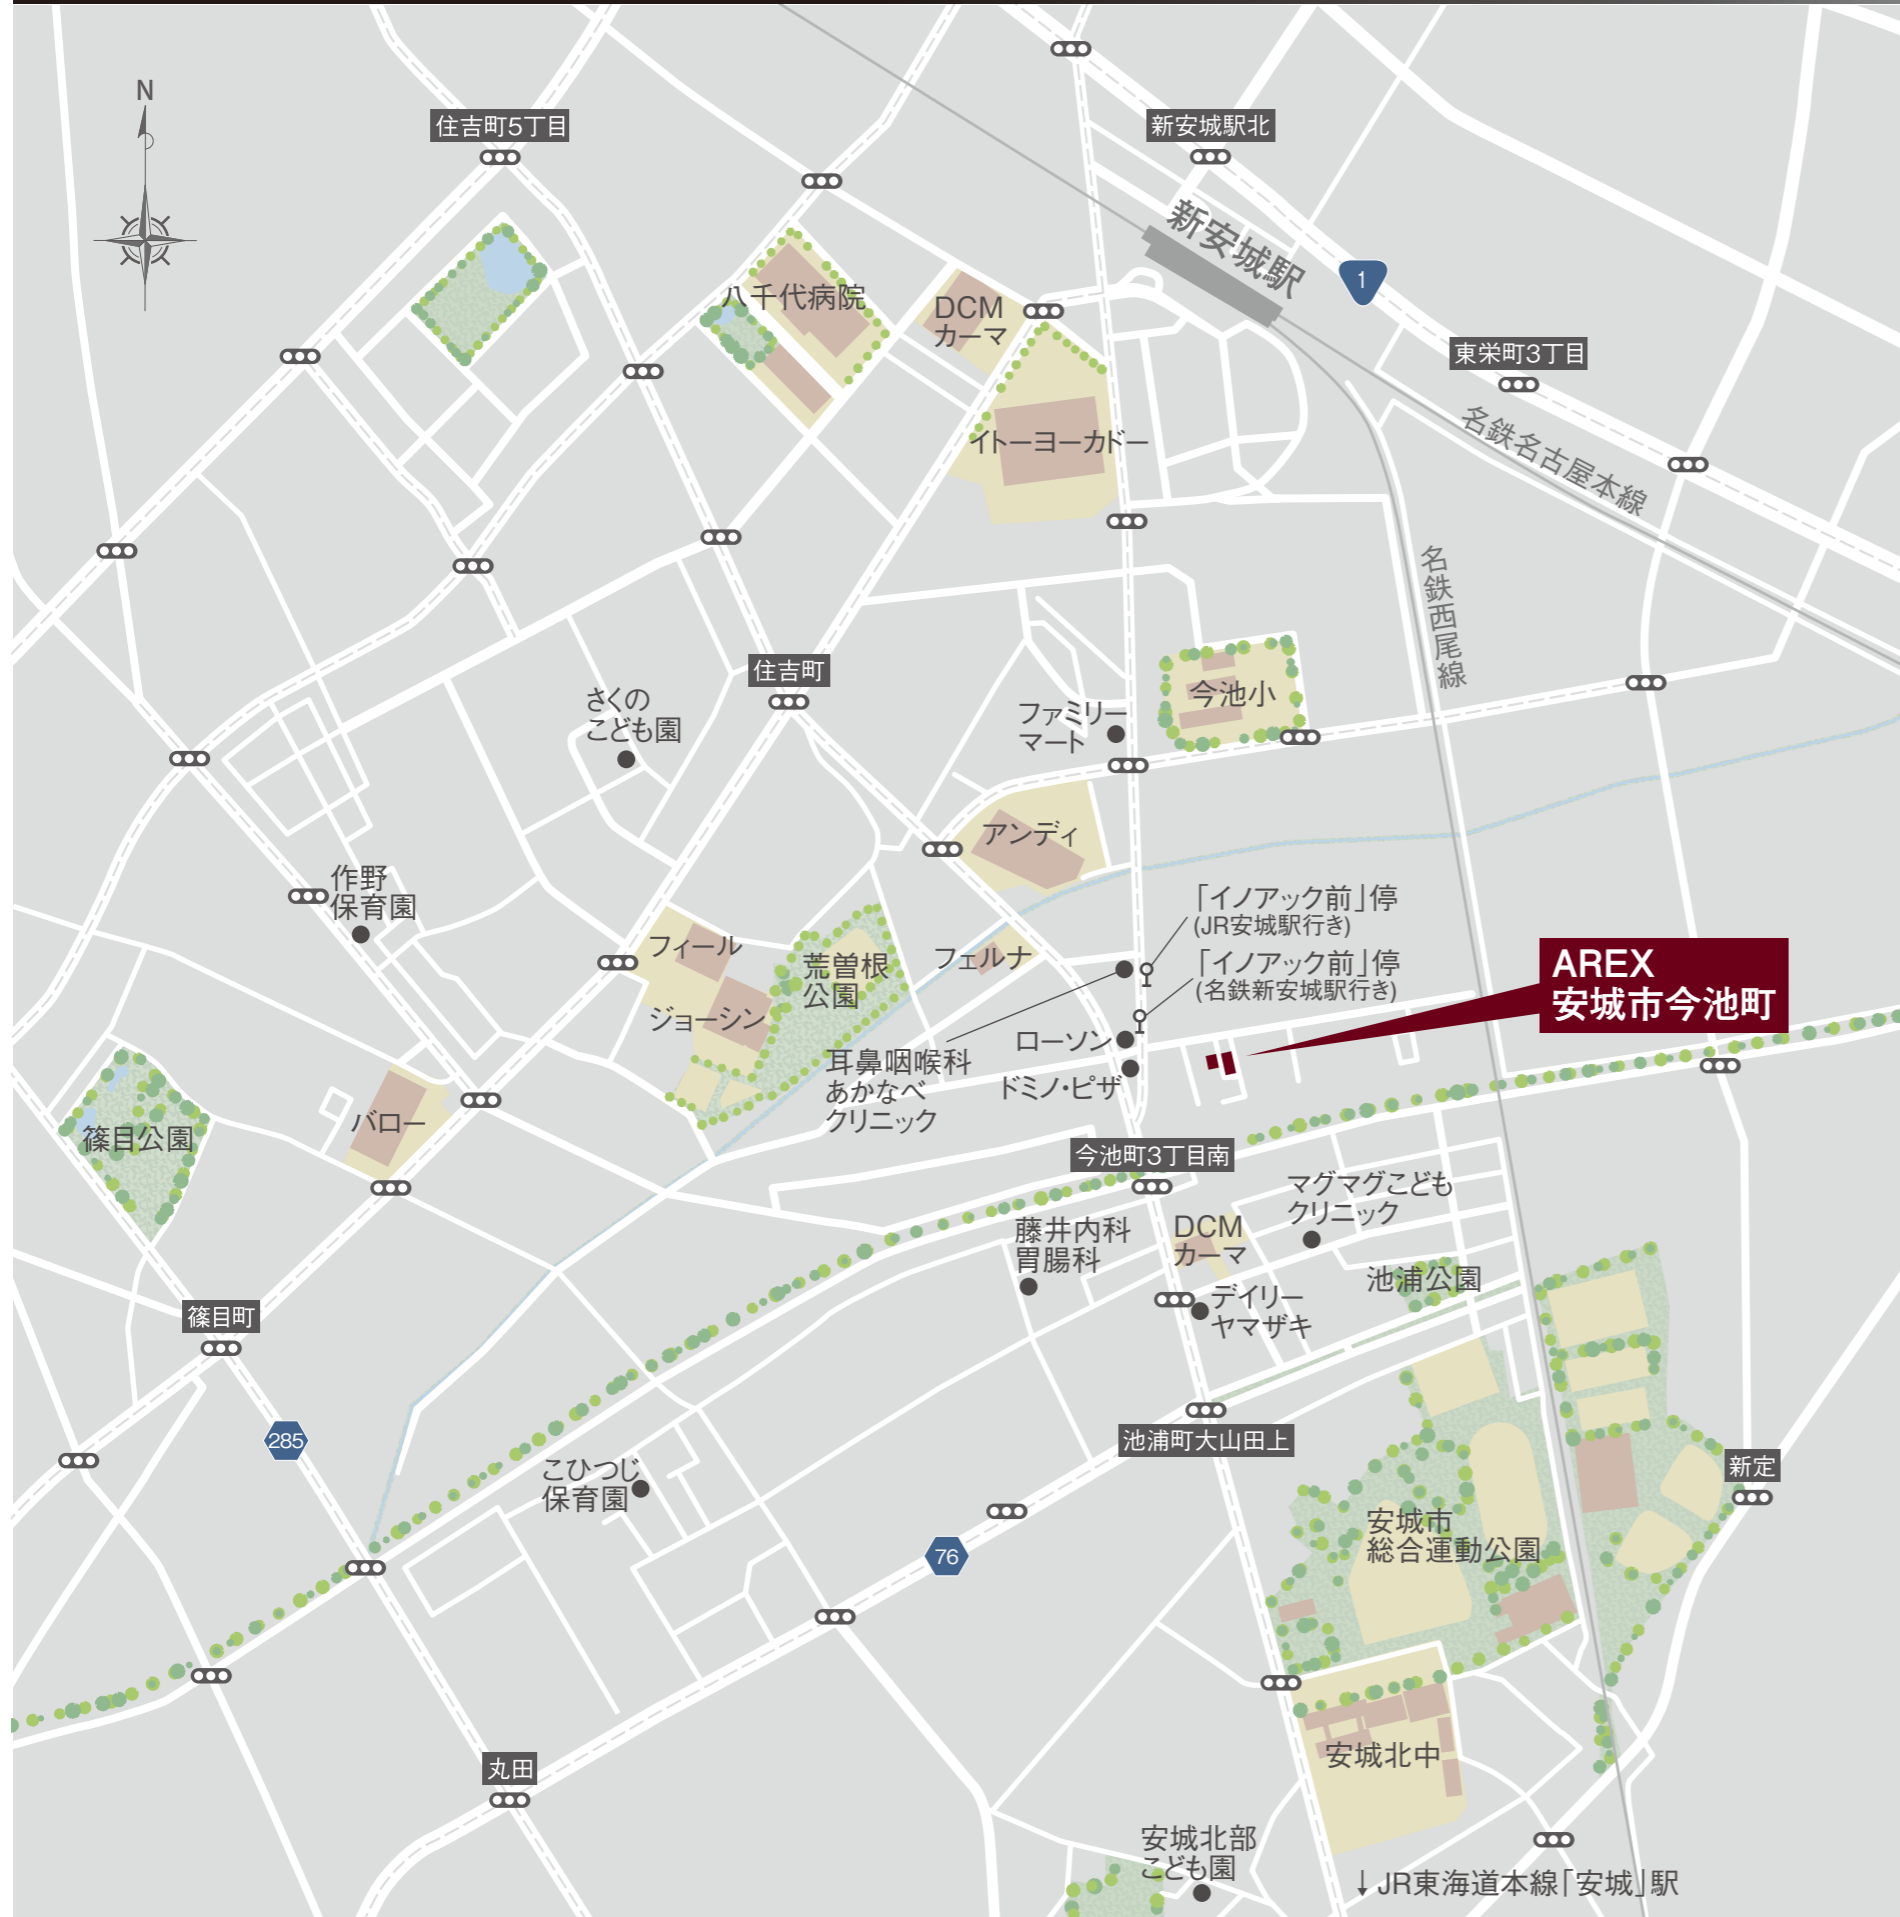 N
住吉町5丁目
新安城駅北
新安城駅
1
八千代病院
DCM
カーマ
東栄町3丁目
イトーヨーカドー
名鉄名古屋本線
名鉄西尾線
住吉町
さくの
こども園
今池小
ファミリー
マート
アンディ
作野
保育園
「イノアック前」停
(JR安城駅行き)
「イノアック前」停
(名鉄新安城駅行き)
フィール
荒曽根
公園
フェルナ
AREX
安城市今池町
ジョーシン
ローソン
耳鼻咽喉科
あかなべ
クリニック
ドミノ・ピザ
バロー
篠目公園
今池町3丁目南
マグマグこども
クリニック
藤井内科
胃腸科
DCM
カーマ
池浦公園
デイリー
ヤマザキ
篠目町
285
池浦町大山田上
新定
こひつじ
保育園
安城市
総合運動公園
76
安城北中
丸田
安城北部
こども園
↓JR東海道本線「安城」駅